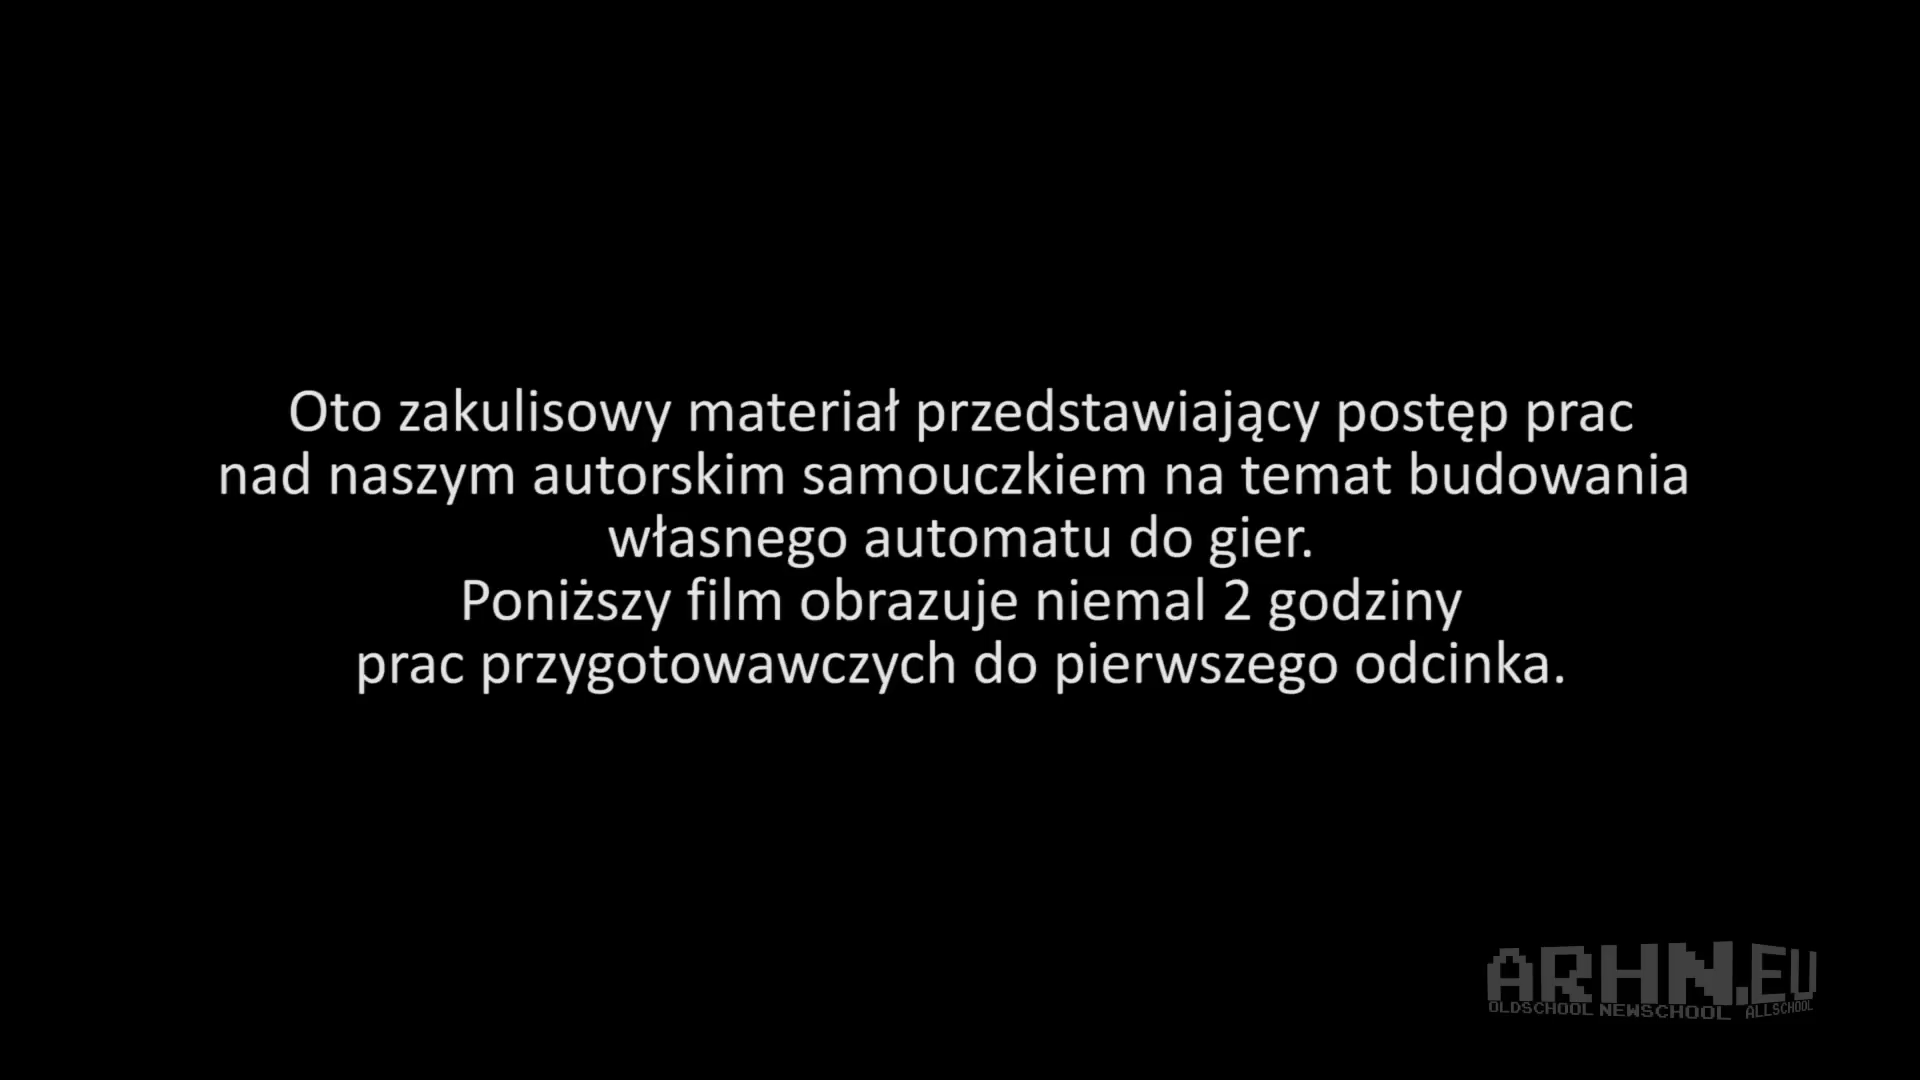 Oto zakulisowy materiał przedstawiający postęp prac
nad naszym autorskim samouczkiem na temat budowania
własnego automatu do gier.
Poniższy film obrazuje niemal 2 godziny
prac przygotowawczych do pierwszego odcinka.
ARHN.EU
OLDSCHOOL NEWSCHOOL ALLSCHOOL